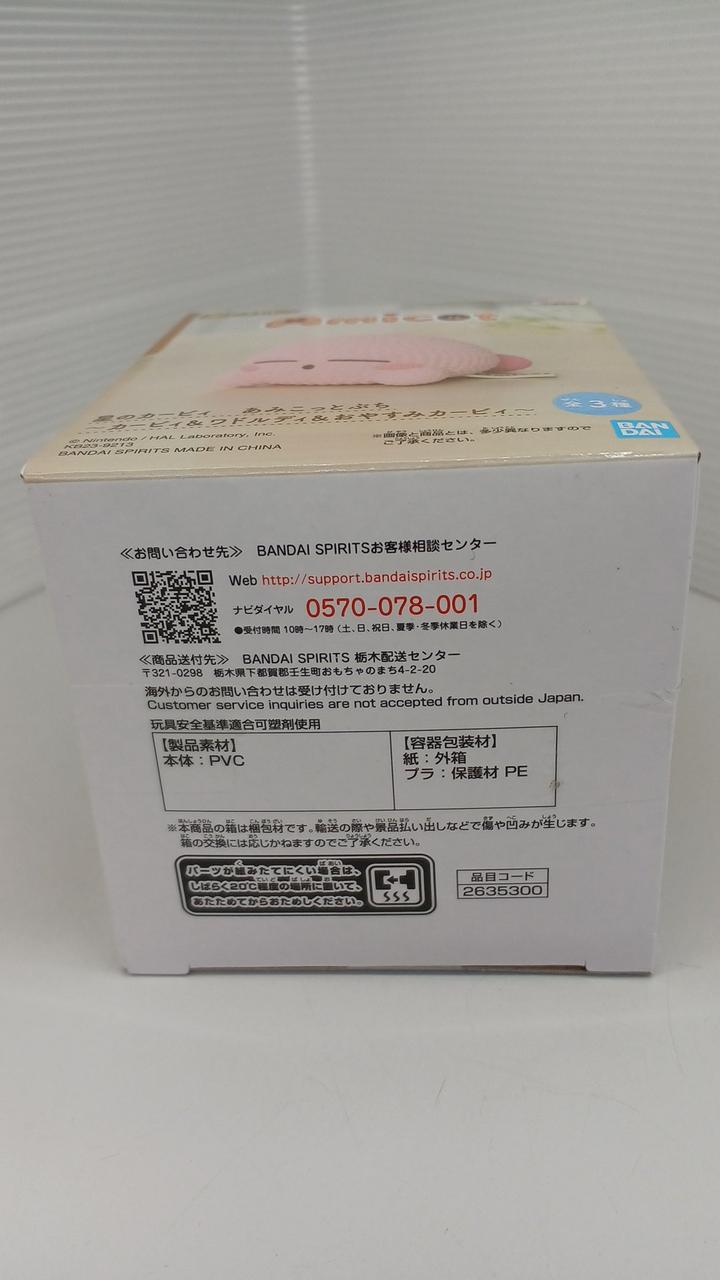 Amicot
星のカービィ あみこっとぷち
～カービィ&ワドルディ&おやすみカービィ～
全3種
© Nintendo / HAL Laboratory, Inc.
KB23-9213
BANDAI SPIRITS MADE IN CHINA
※画像と商品とは、多少異なりますので
ご了承ください。
BANDAI
≪お問い合わせ先≫ BANDAI SPIRITSお客様相談センター
Web http://support.bandaispirits.co.jp
ナビダイヤル 0570-078-001
●受付時間 10時～17時（土、日、祝日、夏季・冬季休業日を除く）
≪商品送付先≫ BANDAI SPIRITS 栃木配送センター
〒321-0298 栃木県下都賀郡壬生町おもちゃのまち4-2-20
海外からのお問い合わせは受け付けておりません。
Customer service inquiries are not accepted from outside Japan.
玩具安全基準適合可塑剤使用
【製品素材】
本体：PVC
【容器包装材】
紙：外箱
プラ：保護材 PE
※本商品の箱は梱包材です。輸送の際や景品払い出しなどで傷や凹みが生じます。
箱の交換には応じかねますのでご了承ください。
パーツが組みたてにくい場合は、
しばらく20℃程度の場所に置いて、
あたためてからおためしください。
品目コード
2635300